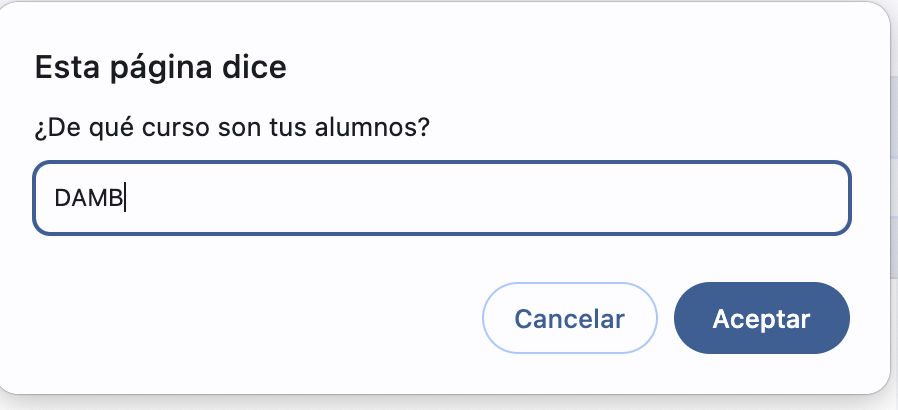 Esta página dice
¿De qué curso son tus alumnos?
DAMB
Cancelar
Aceptar